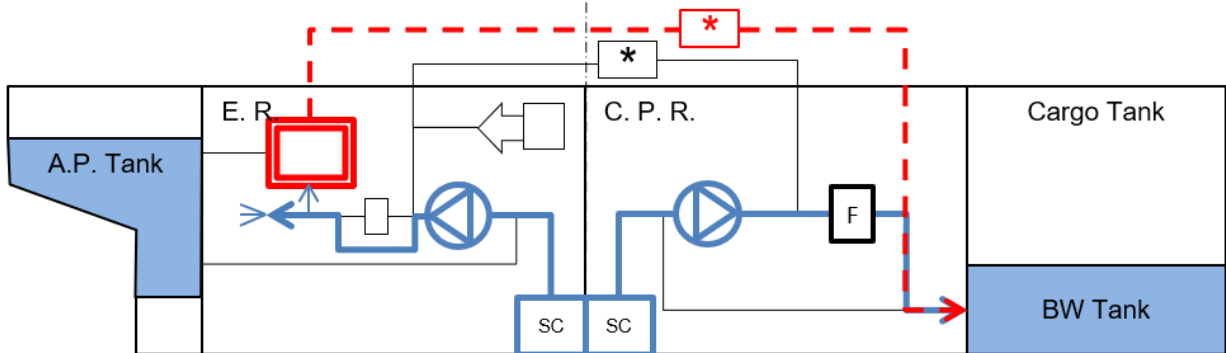 *
*
E. R.
C. P. R.
Cargo Tank
A.P. Tank
F
BW Tank
SC
SC